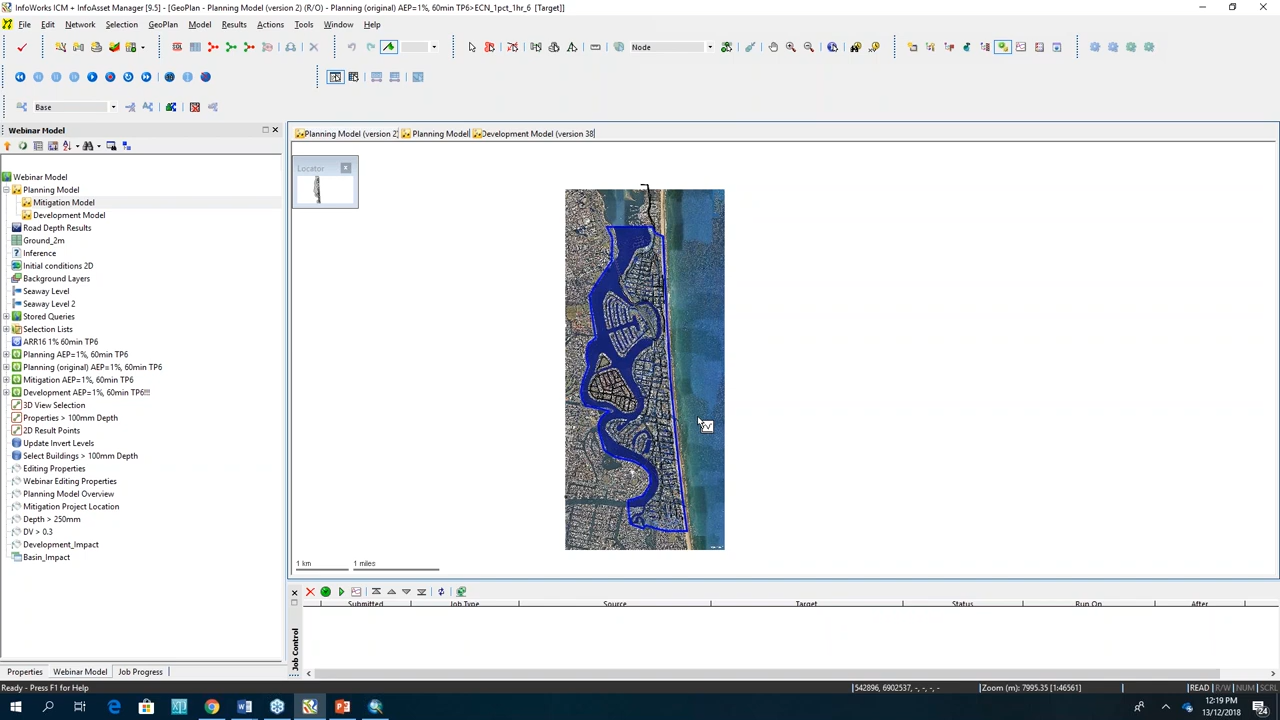 InfoWorks ICM + InfoAsset Manager (9.5) - [GeoPlan - Planning Model (version 2) (R/O) - Planning (original) AEP=1%, 60min TP6>ECN_1pct_1hr_6 [Target]]
File Edit Network Selection GeoPlan Model Results Actions Tools Window Help
Node
Base
Webinar Model
Planning Model (version 2) Planning Model Development Model (version 38)
Locator
Webinar Model
Planning Model
Mitigation Model
Development Model
Road Depth Results
Ground_2m
Inference
Initial conditions 2D
Background Layers
Seaway Level
Seaway Level 2
Stored Queries
Selection Lists
ARR16 1% 60min TP6
Planning AEP=1%, 60min TP6
Planning (original) AEP=1%, 60min TP6
Mitigation AEP=1%, 60min TP6
Development AEP=1%, 60min TP6!!!
3D View Selection
Properties > 100mm Depth
2D Result Points
Update Invert Levels
Select Buildings > 100mm Depth
Editing Properties
Webinar Editing Properties
Planning Model Overview
Mitigation Project Location
Depth > 250mm
DV > 0.3
Development_Impact
Basin_Impact
1 km 1 miles
Job Control
Submitted Job Type Source Target Status Run On After
Properties Webinar Model Job Progress
Ready - Press F1 for Help
542896, 6902537, -, -, -, - Zoom (m): 7995.35 [1:46561] READ R/W NUM SCRL
12:19 PM
13/12/2018
24